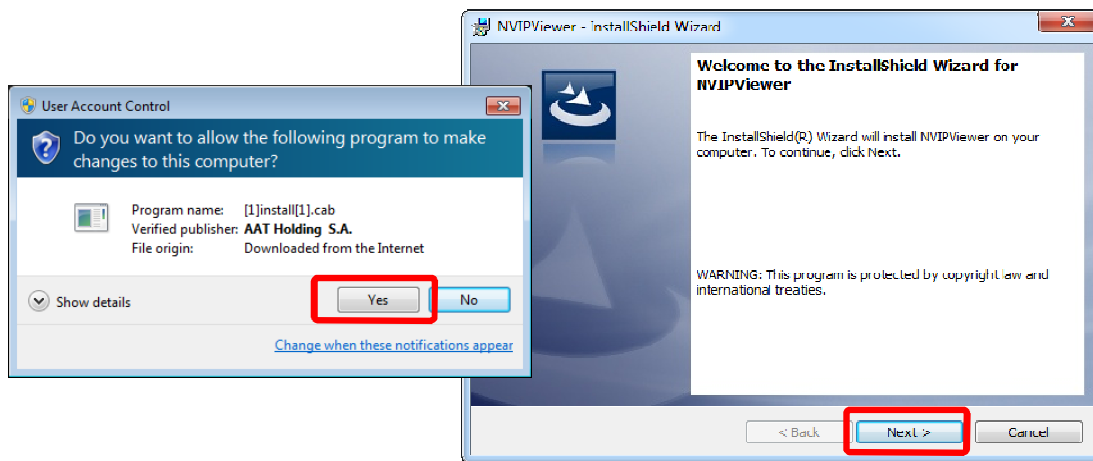 User Account Control
Do you want to allow the following program to make
changes to this computer?
Program name: [1]install[1].cab
Verified publisher: AAT Holding S.A.
File origin: Downloaded from the Internet
Show details
Yes
No
Change when these notifications appear
NVIPViewer - InstallShield Wizard
Welcome to the InstallShield Wizard for
NVIPViewer
The InstallShield(R) Wizard will install NVIPViewer on your
computer. To continue, click Next.
WARNING: This program is protected by copyright law and
international treaties.
< Back
Next >
Cancel